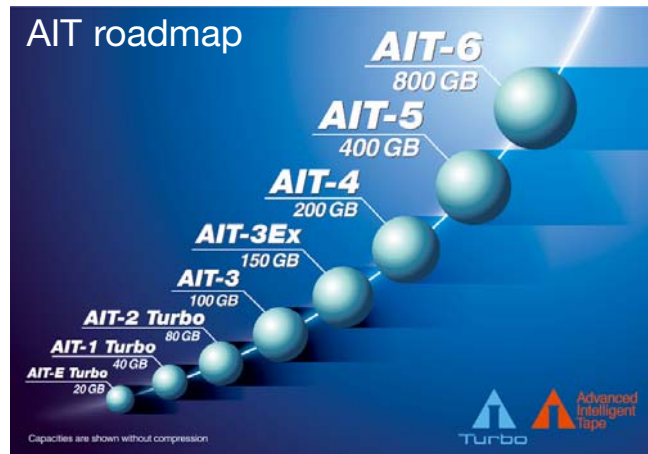 AIT roadmap
AIT-6
800 GB
AIT-5
400 GB
AIT-4
200 GB
AIT-3Ex
150 GB
AIT-3
100 GB
AIT-2 Turbo
80 GB
AIT-1 Turbo
40 GB
AIT-E Turbo
20 GB
Capacities are shown without compression
Turbo
Advanced
Intelligent
Tape